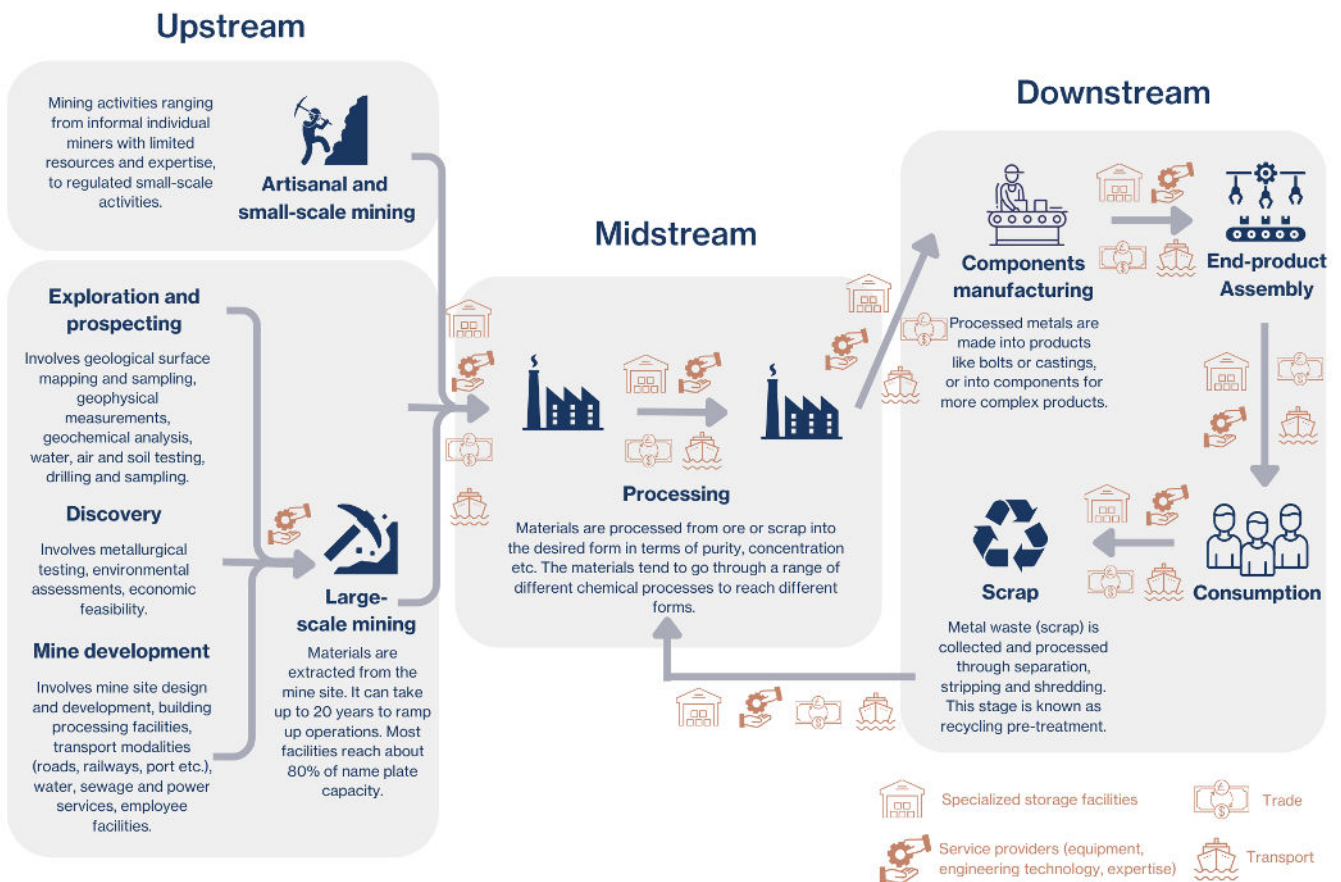 Upstream
Mining activities ranging
from informal individual
miners with limited
resources and expertise,
to regulated small-scale
activities.
Artisanal and
small-scale mining
Exploration and
prospecting
Involves geological surface
mapping and sampling,
geophysical
measurements,
geochemical analysis,
water, air and soil testing,
drilling and sampling.
Discovery
Involves metallurgical
testing, environmental
assessments, economic
feasibility.
Mine development
Involves mine site design
and development, building
processing facilities,
transport modalities
(roads, railways, port etc.),
water, sewage and power
services, employee
facilities.
Large-
scale mining
Materials are
extracted from the
mine site. It can take
up to 20 years to ramp
up operations. Most
facilities reach about
80% of name plate
capacity.
Midstream
Processing
Materials are processed from ore or scrap into
the desired form in terms of purity, concentration
etc. The materials tend to go through a range of
different chemical processes to reach different
forms.
Downstream
Components
manufacturing
Processed metals are
made into products
like bolts or castings,
or into components for
more complex products.
End-product
Assembly
Consumption
Scrap
Metal waste (scrap) is
collected and processed
through separation,
stripping and shredding.
This stage is known as
recycling pre-treatment.
Specialized storage facilities
Trade
Service providers (equipment,
engineering technology, expertise)
Transport